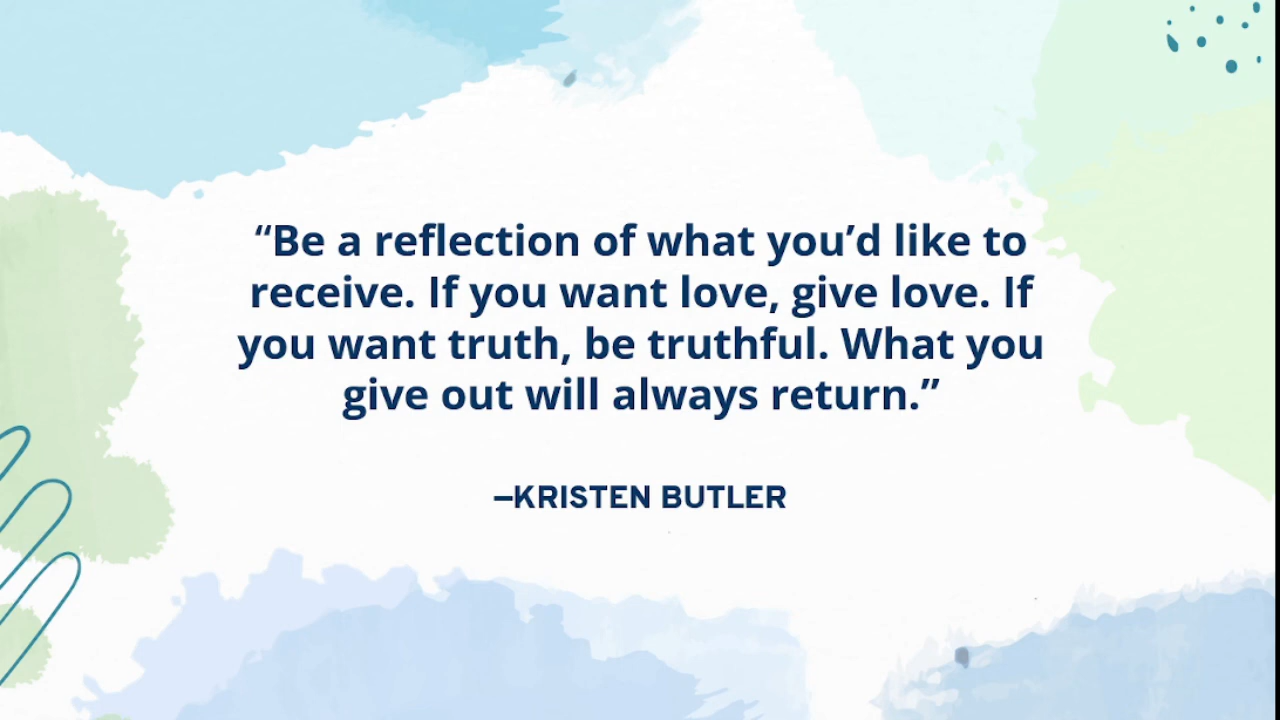 “Be a reflection of what you’d like to
receive. If you want love, give love. If
you want truth, be truthful. What you
give out will always return.”
–KRISTEN BUTLER